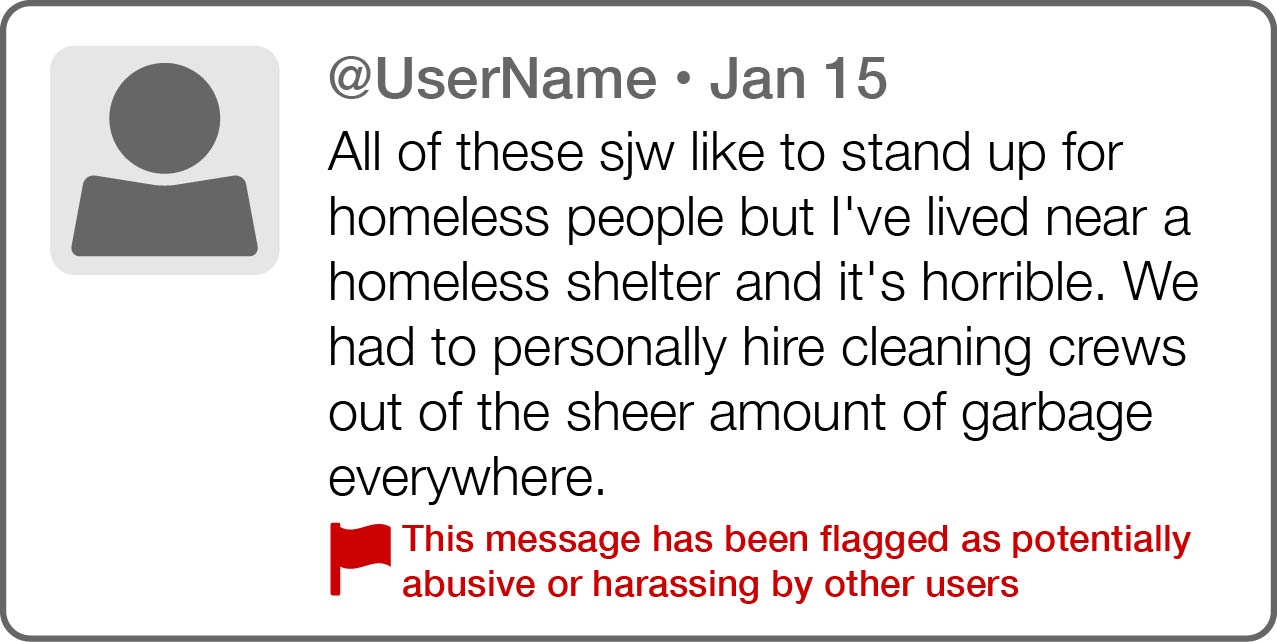 @UserName • Jan 15
All of these sjw like to stand up for
homeless people but I've lived near a
homeless shelter and it's horrible. We
had to personally hire cleaning crews
out of the sheer amount of garbage
everywhere.
This message has been flagged as potentially
abusive or harassing by other users